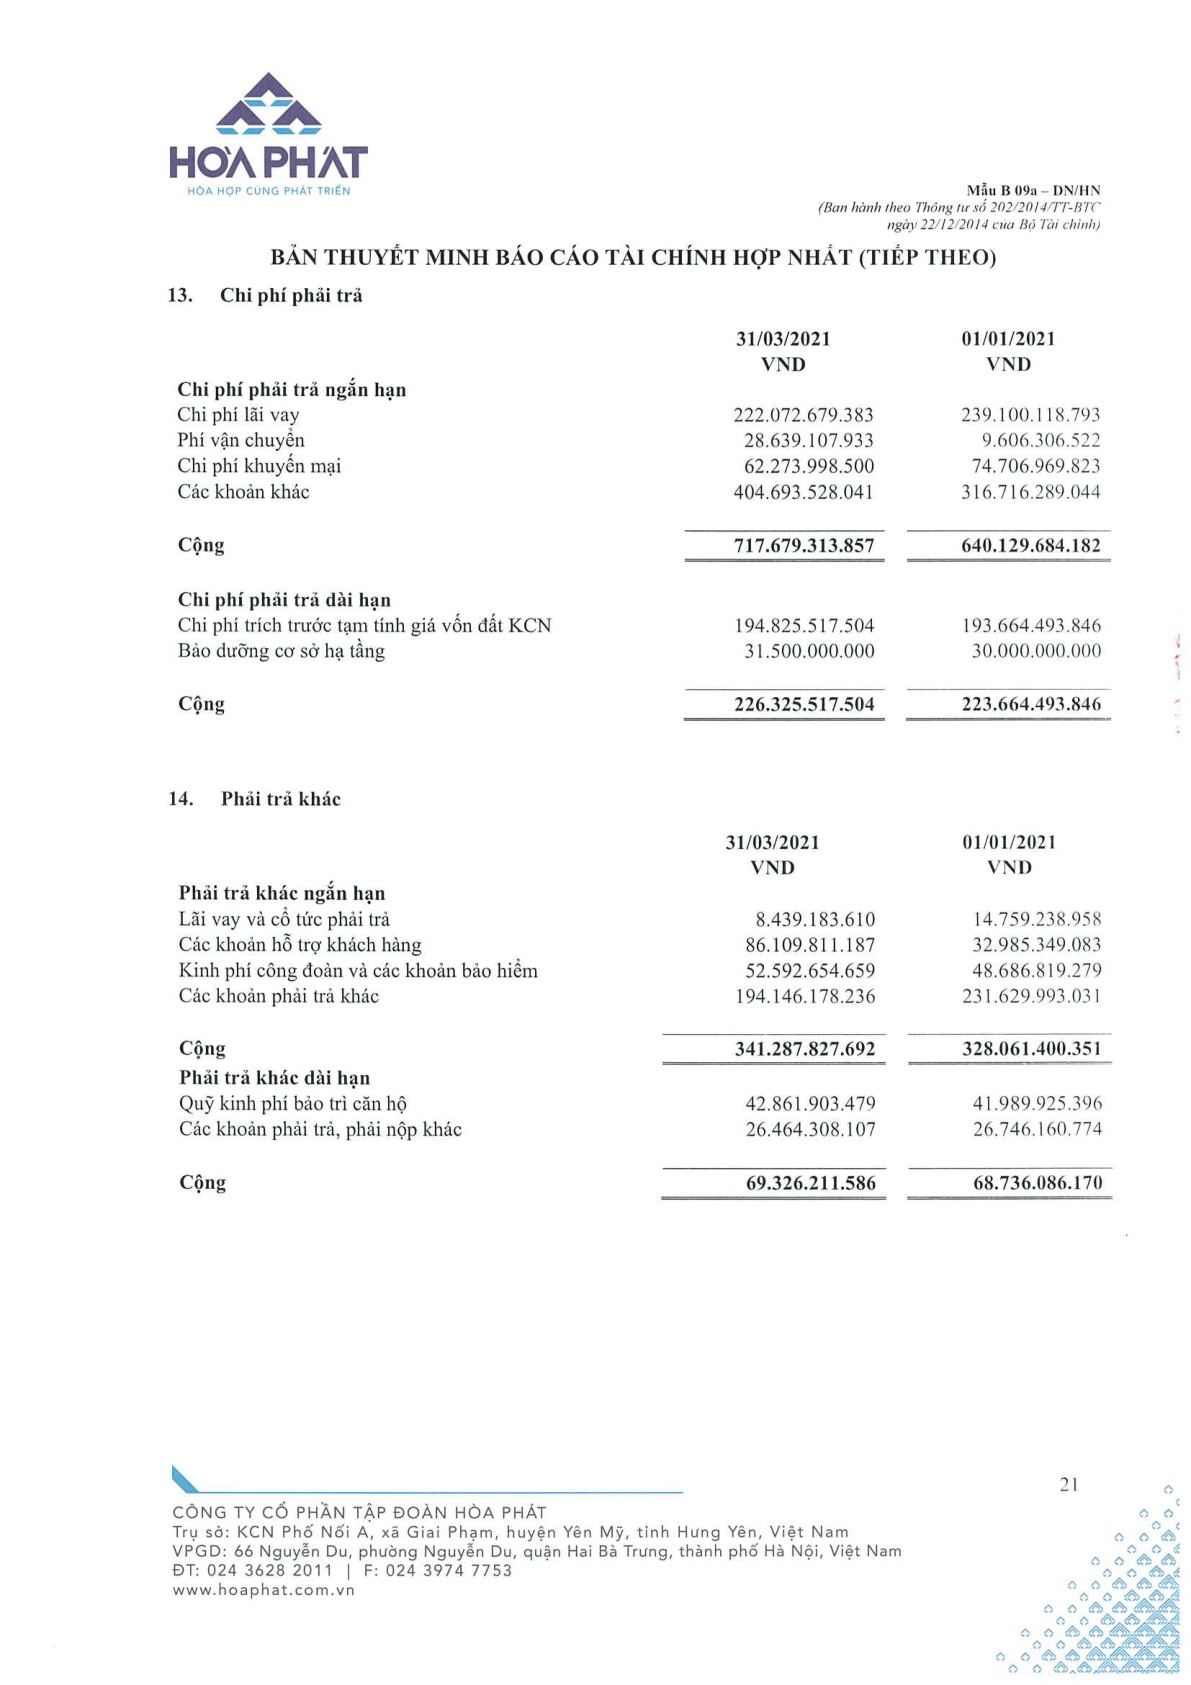 HÒA PHÁT
HÒA HỢP CÙNG PHÁT TRIỂN
Mẫu B 09a – DN/HN
(Ban hành theo Thông tư số 202/2014/TT-BTC
ngày 22/12/2014 của Bộ Tài chính)
BẢN THUYẾT MINH BÁO CÁO TÀI CHÍNH HỢP NHẤT (TIẾP THEO)
13. Chi phí phải trả
31/03/2021 01/01/2021
VND VND
Chi phí phải trả ngắn hạn
Chi phí lãi vay 222.072.679.383 239.100.118.793
Phí vận chuyển 28.639.107.933 9.606.306.522
Chi phí khuyến mại 62.273.998.500 74.706.969.823
Các khoản khác 404.693.528.041 316.716.289.044
Cộng 717.679.313.857 640.129.684.182
Chi phí phải trả dài hạn
Chi phí trích trước tạm tính giá vốn đất KCN 194.825.517.504 193.664.493.846
Bảo dưỡng cơ sở hạ tầng 31.500.000.000 30.000.000.000
Cộng 226.325.517.504 223.664.493.846
14. Phải trả khác
31/03/2021 01/01/2021
VND VND
Phải trả khác ngắn hạn
Lãi vay và cổ tức phải trả 8.439.183.610 14.759.238.958
Các khoản hỗ trợ khách hàng 86.109.811.187 32.985.349.083
Kinh phí công đoàn và các khoản bảo hiểm 52.592.654.659 48.686.819.279
Các khoản phải trả khác 194.146.178.236 231.629.993.031
Cộng 341.287.827.692 328.061.400.351
Phải trả khác dài hạn
Quỹ kinh phí bảo trì căn hộ 42.861.903.479 41.989.925.396
Các khoản phải trả, phải nộp khác 26.464.308.107 26.746.160.774
Cộng 69.326.211.586 68.736.086.170
21
CÔNG TY CỔ PHẦN TẬP ĐOÀN HÒA PHÁT
Trụ sở: KCN Phố Nối A, xã Giai Phạm, huyện Yên Mỹ, tỉnh Hưng Yên, Việt Nam
VPGD: 66 Nguyễn Du, phường Nguyễn Du, quận Hai Bà Trưng, thành phố Hà Nội, Việt Nam
ĐT: 024 3628 2011 | F: 024 3974 7753
www.hoaphat.com.vn